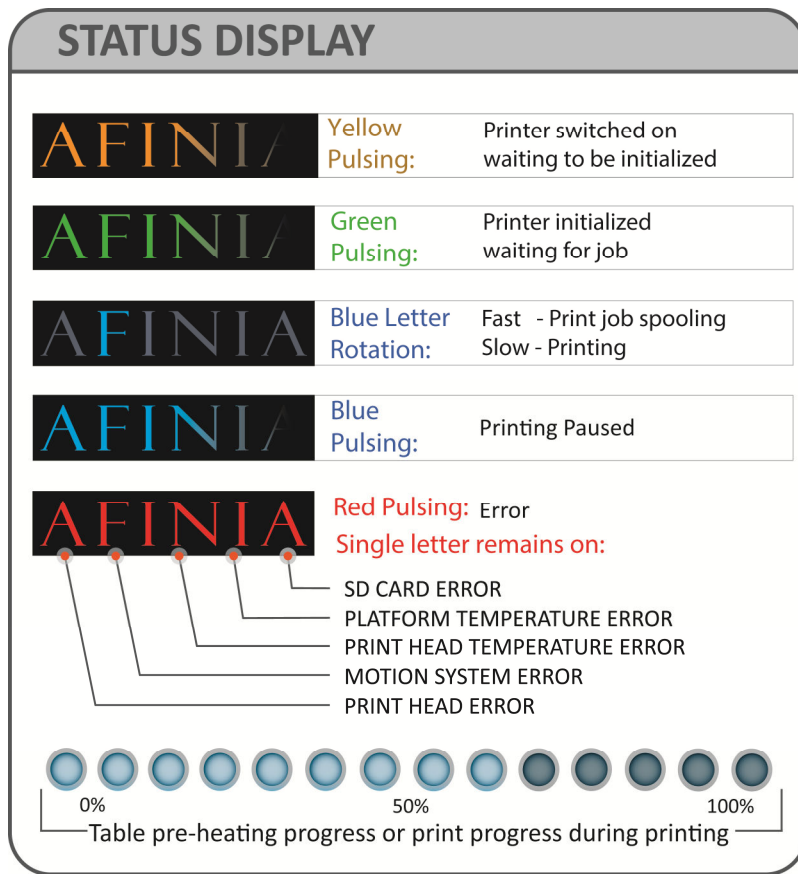 STATUS DISPLAY
AFINIA
Yellow
Pulsing:
Printer switched on
waiting to be initialized
AFINIA
Green
Pulsing:
Printer initialized
waiting for job
AFINIA
Blue Letter
Rotation:
Fast - Print job spooling
Slow - Printing
AFINIA
Blue
Pulsing:
Printing Paused
AFINIA
Red Pulsing: Error
Single letter remains on:
SD CARD ERROR
PLATFORM TEMPERATURE ERROR
PRINT HEAD TEMPERATURE ERROR
MOTION SYSTEM ERROR
PRINT HEAD ERROR
0% 50% 100%
Table pre-heating progress or print progress during printing